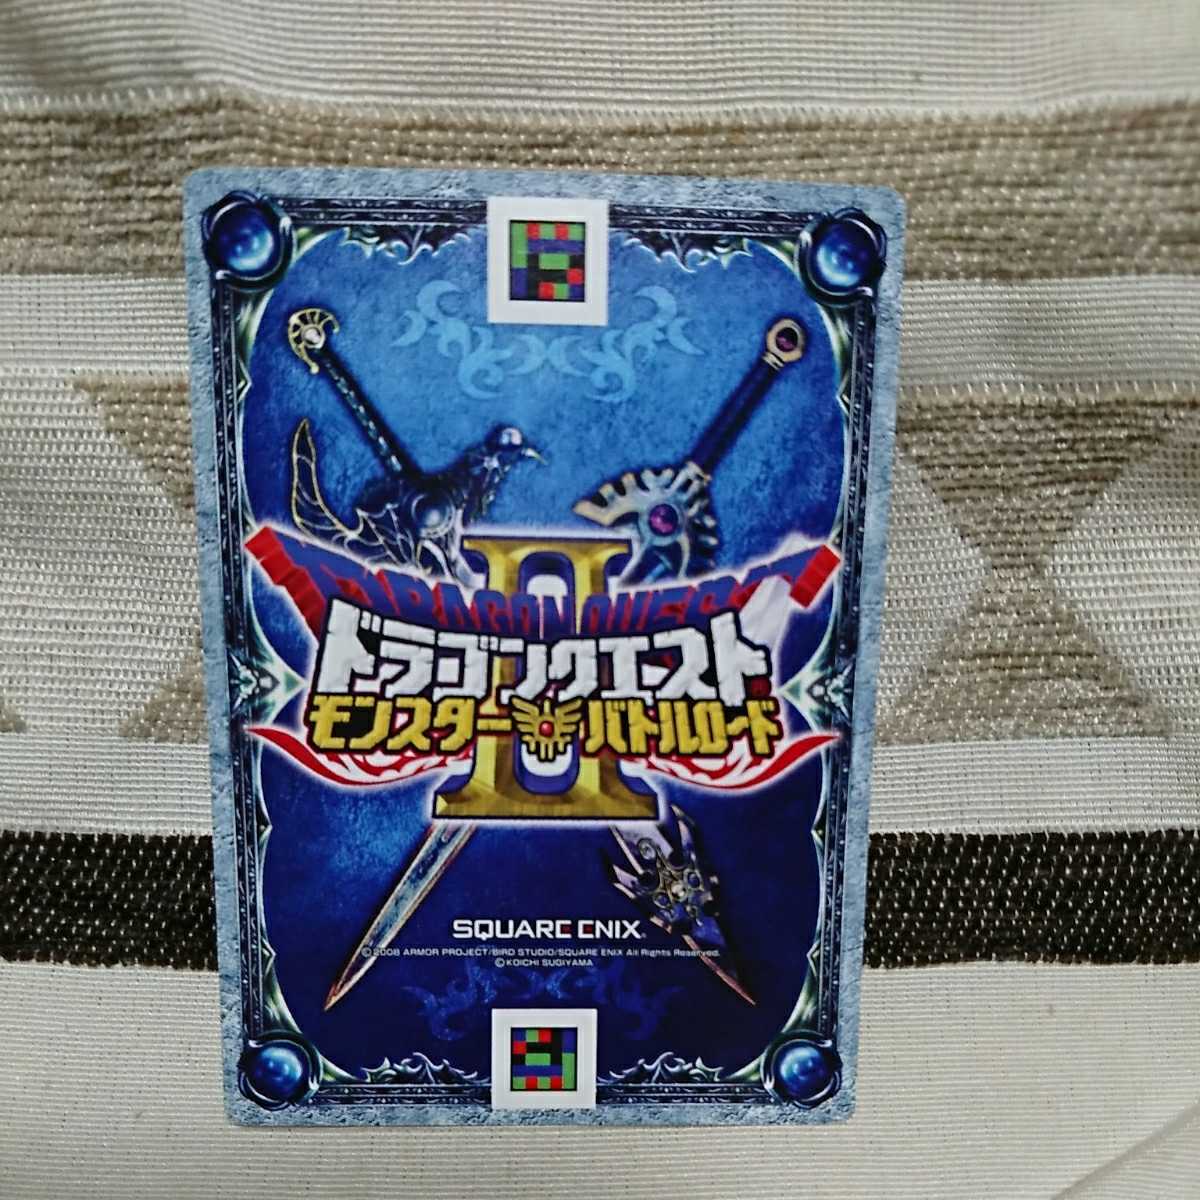 DRAGON QUEST
II
ドラゴンクエスト
モンスターバトルロード
SQUARE ENIX.
©2008 ARMOR PROJECT/BIRD STUDIO/SQUARE ENIX All Rights Reserved.
©KOICHI SUGIYAMA